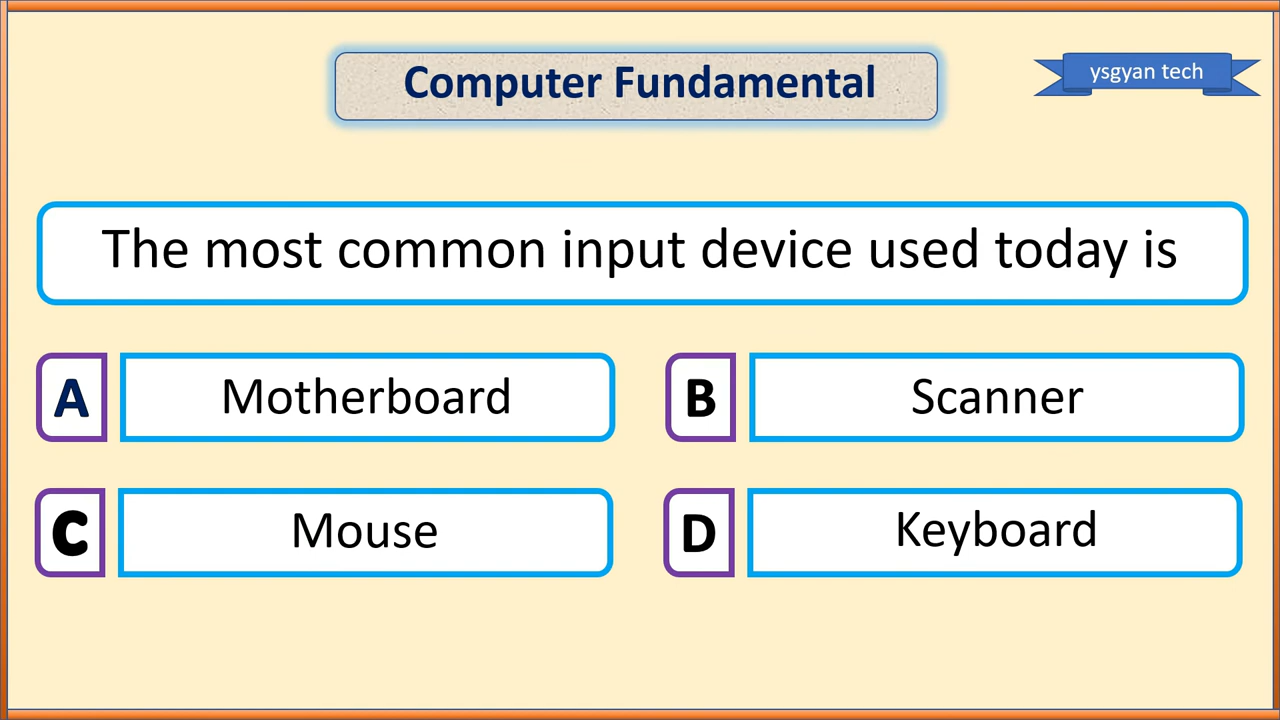 Computer Fundamental
ysgyan tech
The most common input device used today is
A Motherboard
B Scanner
C Mouse
D Keyboard